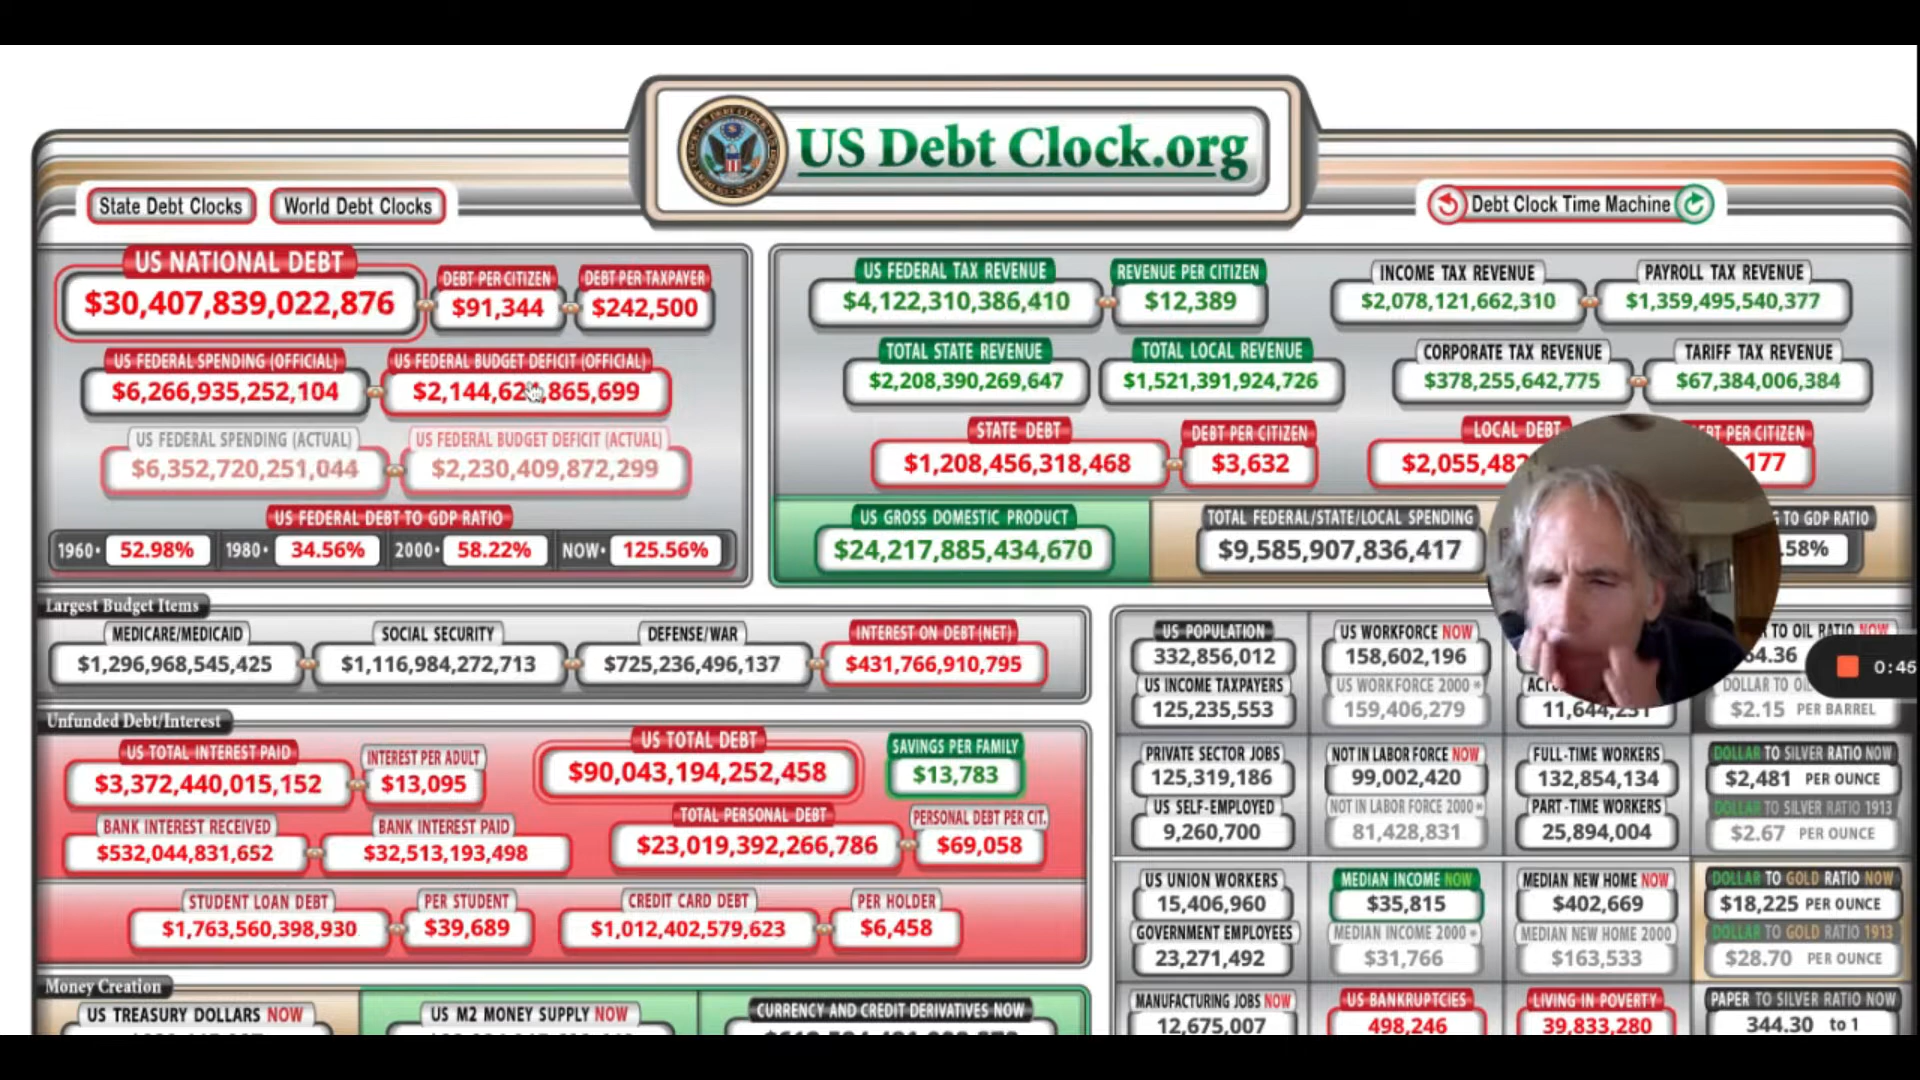 US Debt Clock.org
State Debt Clocks
World Debt Clocks
Debt Clock Time Machine
US NATIONAL DEBT
$30,407,839,022,876
DEBT PER CITIZEN
$91,344
DEBT PER TAXPAYER
$242,500
US FEDERAL SPENDING (OFFICIAL)
$6,266,935,252,104
US FEDERAL BUDGET DEFICIT (OFFICIAL)
$2,144,62 ,865,699
US FEDERAL SPENDING (ACTUAL)
$6,352,720,251,044
US FEDERAL BUDGET DEFICIT (ACTUAL)
$2,230,409,872,299
US FEDERAL DEBT TO GDP RATIO
1960• 52.98% 1980• 34.56% 2000• 58.22% NOW• 125.56%
US FEDERAL TAX REVENUE
$4,122,310,386,410
REVENUE PER CITIZEN
$12,389
INCOME TAX REVENUE
$2,078,121,662,310
PAYROLL TAX REVENUE
$1,359,495,540,377
TOTAL STATE REVENUE
$2,208,390,269,647
TOTAL LOCAL REVENUE
$1,521,391,924,726
CORPORATE TAX REVENUE
$378,255,642,775
TARIFF TAX REVENUE
$67,384,006,384
STATE DEBT
$1,208,456,318,468
DEBT PER CITIZEN
$3,632
LOCAL DEBT
$2,055,48
PER CITIZEN
177
US GROSS DOMESTIC PRODUCT
$24,217,885,434,670
TOTAL FEDERAL/STATE/LOCAL SPENDING
$9,585,907,836,417
TO GDP RATIO
.58%
Largest Budget Items
MEDICARE/MEDICAID
$1,296,968,545,425
SOCIAL SECURITY
$1,116,984,272,713
DEFENSE/WAR
$725,236,496,137
INTEREST ON DEBT (NET)
$431,766,910,795
Unfunded Debt/Interest
US TOTAL INTEREST PAID
$3,372,440,015,152
INTEREST PER ADULT
$13,095
US TOTAL DEBT
$90,043,194,252,458
SAVINGS PER FAMILY
$13,783
BANK INTEREST RECEIVED
$532,044,831,652
BANK INTEREST PAID
$32,513,193,498
TOTAL PERSONAL DEBT
$23,019,392,266,786
PERSONAL DEBT PER CIT.
$69,058
STUDENT LOAN DEBT
$1,763,560,398,930
PER STUDENT
$39,689
CREDIT CARD DEBT
$1,012,402,579,623
PER HOLDER
$6,458
Money Creation
US TREASURY DOLLARS NOW
US M2 MONEY SUPPLY NOW
CURRENCY AND CREDIT DERIVATIVES NOW
US POPULATION
332,856,012
US INCOME TAXPAYERS
125,235,553
US WORKFORCE NOW
158,602,196
US WORKFORCE 2000
159,406,279
11,644,231
TO OIL RATIO NOW
4.36
DOLLAR TO
$2.15 PER BARREL
0:46
PRIVATE SECTOR JOBS
125,319,186
US SELF-EMPLOYED
9,260,700
NOT IN LABOR FORCE NOW
99,002,420
NOT IN LABOR FORCE 2000
81,428,831
FULL-TIME WORKERS
132,854,134
PART-TIME WORKERS
25,894,004
DOLLAR TO SILVER RATIO NOW
$2,481 PER OUNCE
DOLLAR TO SILVER RATIO 1913
$2.67 PER OUNCE
US UNION WORKERS
15,406,960
GOVERNMENT EMPLOYEES
23,271,492
MEDIAN INCOME NOW
$35,815
MEDIAN INCOME 2000
$31,766
MEDIAN NEW HOME NOW
$402,669
MEDIAN NEW HOME 2000
$163,533
DOLLAR TO GOLD RATIO NOW
$18,225 PER OUNCE
DOLLAR TO GOLD RATIO 1913
$28.70 PER OUNCE
MANUFACTURING JOBS NOW
12,675,007
US BANKRUPTCIES
498,246
LIVING IN POVERTY
39,833,280
PAPER TO SILVER RATIO NOW
344.30 to 1